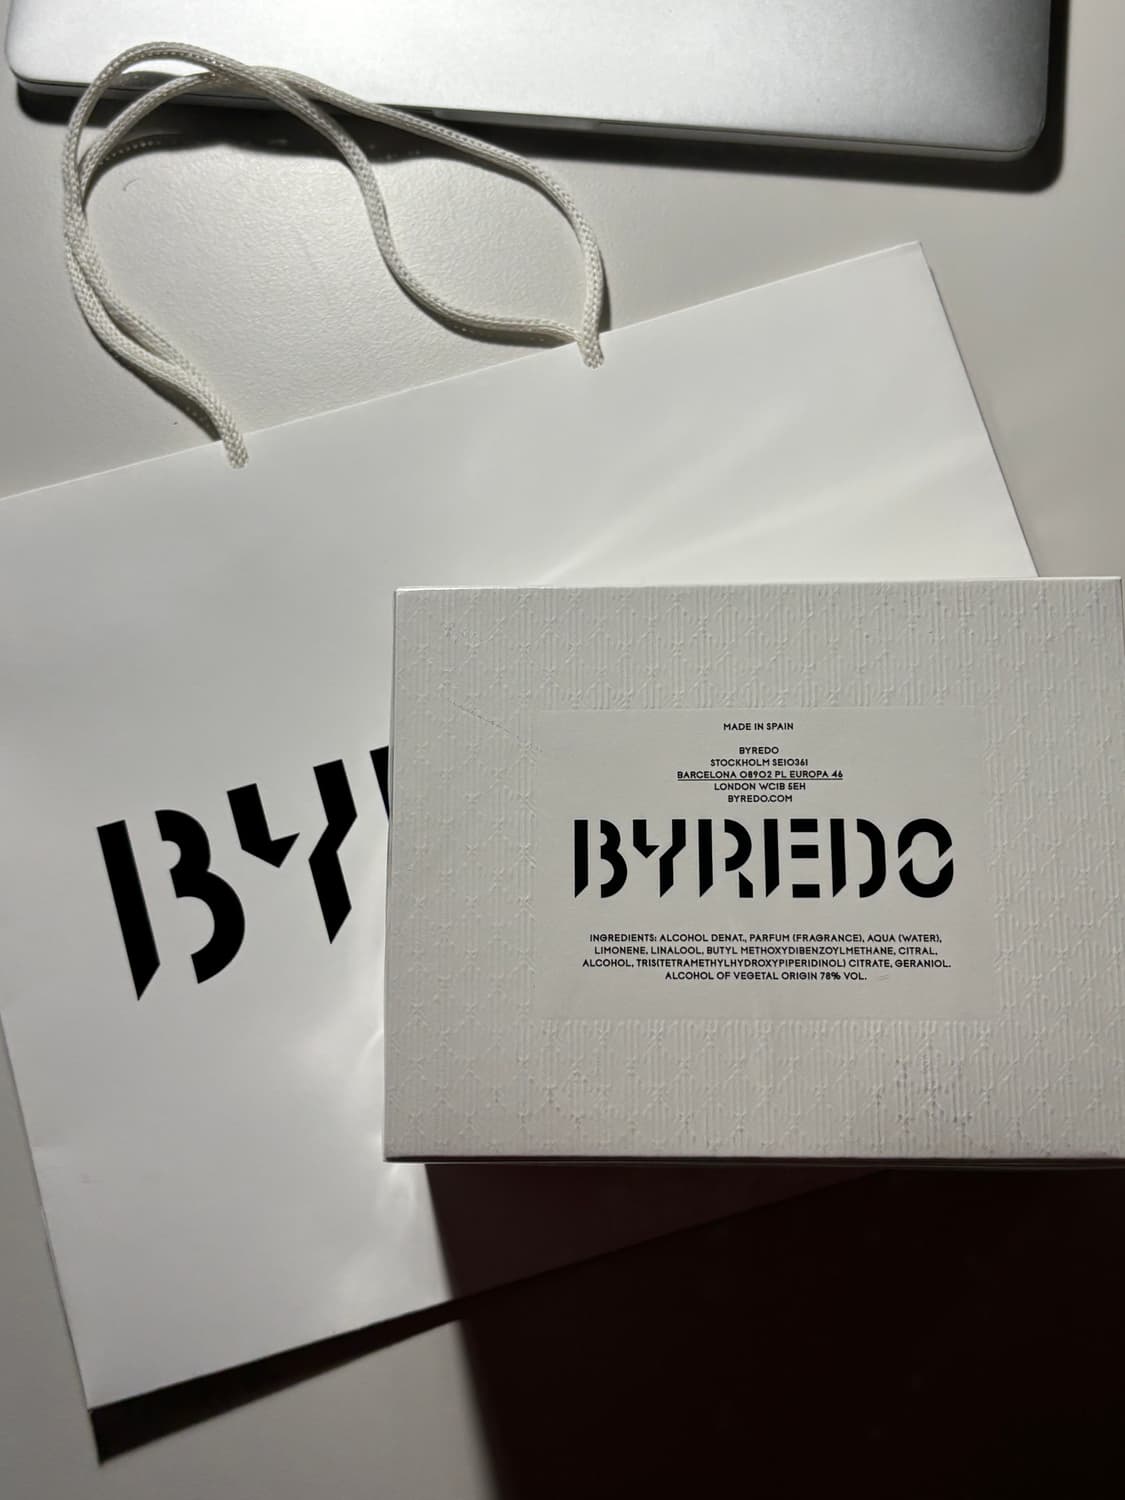 BY
MADE IN SPAIN
BYREDO
STOCKHOLM SE10361
BARCELONA 08902 PL EUROPA 46
LONDON WC1B 5EH
BYREDO.COM
BYREDO
INGREDIENTS: ALCOHOL DENAT., PARFUM (FRAGRANCE), AQUA (WATER),
LIMONENE, LINALOOL, BUTYL METHOXYDIBENZOYLMETHANE, CITRAL,
ALCOHOL, TRIS(TETRAMETHYLHYDROXYPIPERIDINOL) CITRATE, GERANIOL.
ALCOHOL OF VEGETAL ORIGIN 78% VOL.